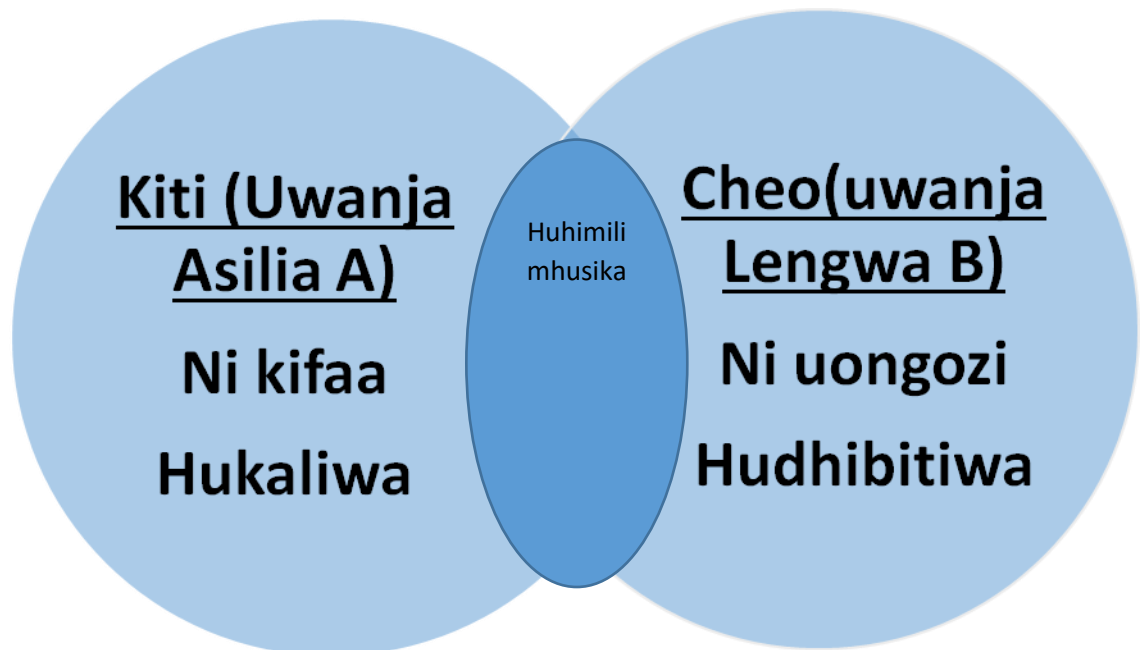 Kiti (Uwanja
Asilia A)
Ni kifaa
Hukaliwa
Huhimili
mhusika
Cheo(uwanja
Lengwa B)
Ni uongozi
Hudhibitiwa